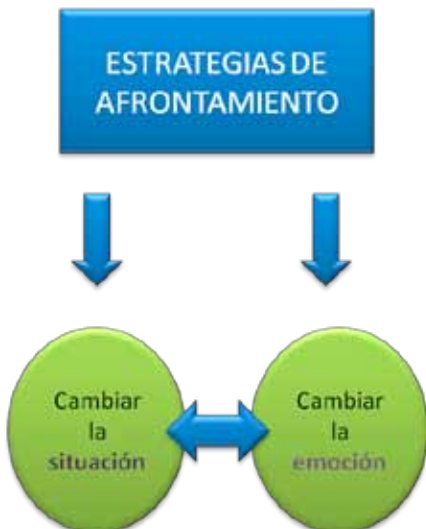 ESTRATEGIAS DE
AFRONTAMIENTO
Cambiar
la
situación
Cambiar
la
emoción